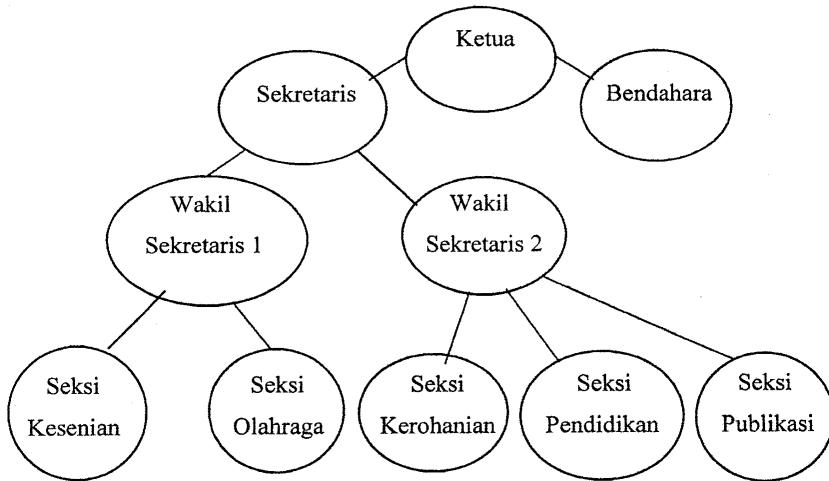 Ketua
Sekretaris
Bendahara
Wakil
Sekretaris 1
Wakil
Sekretaris 2
Seksi
Kesenian
Seksi
Olahraga
Seksi
Kerohanian
Seksi
Pendidikan
Seksi
Publikasi